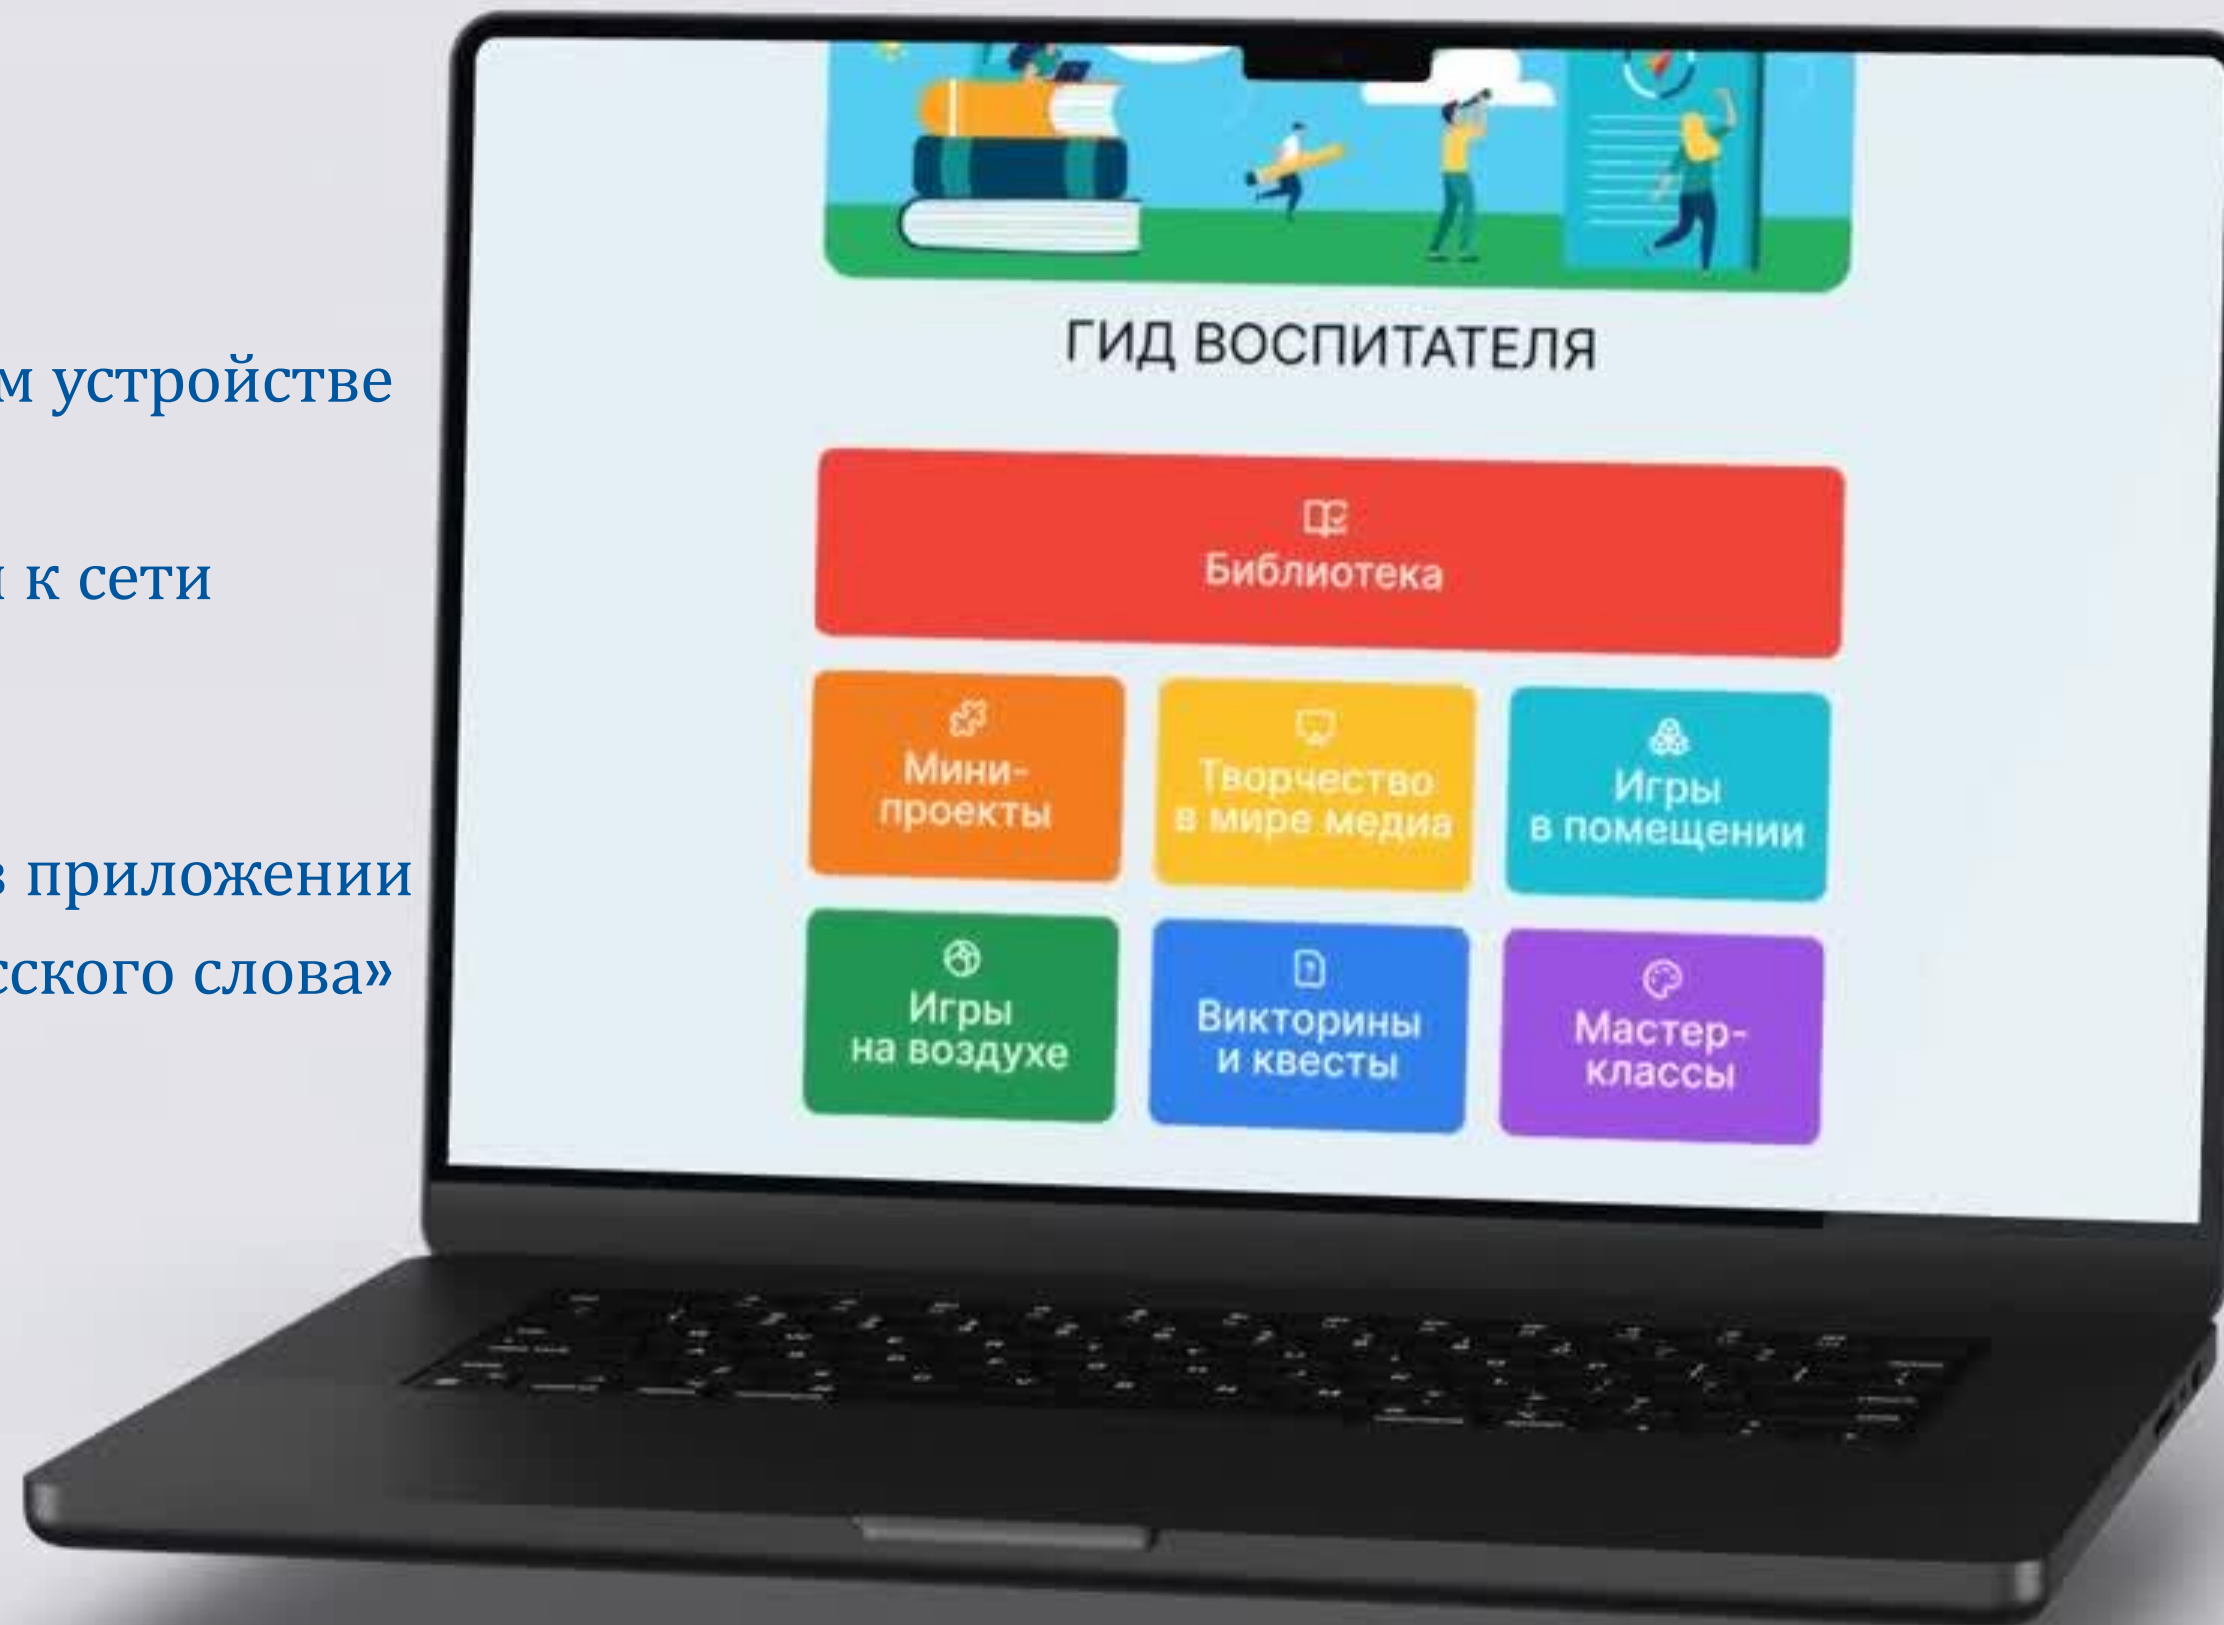 устройстве
к сети
приложении
слова»
ГИД ВОСПИТАТЕЛЯ
Библиотека
Мини-
проекты
Творчество
в мире медиа
Игры
в помещении
Игры
на воздухе
Викторины
и квесты
Мастер-
классы